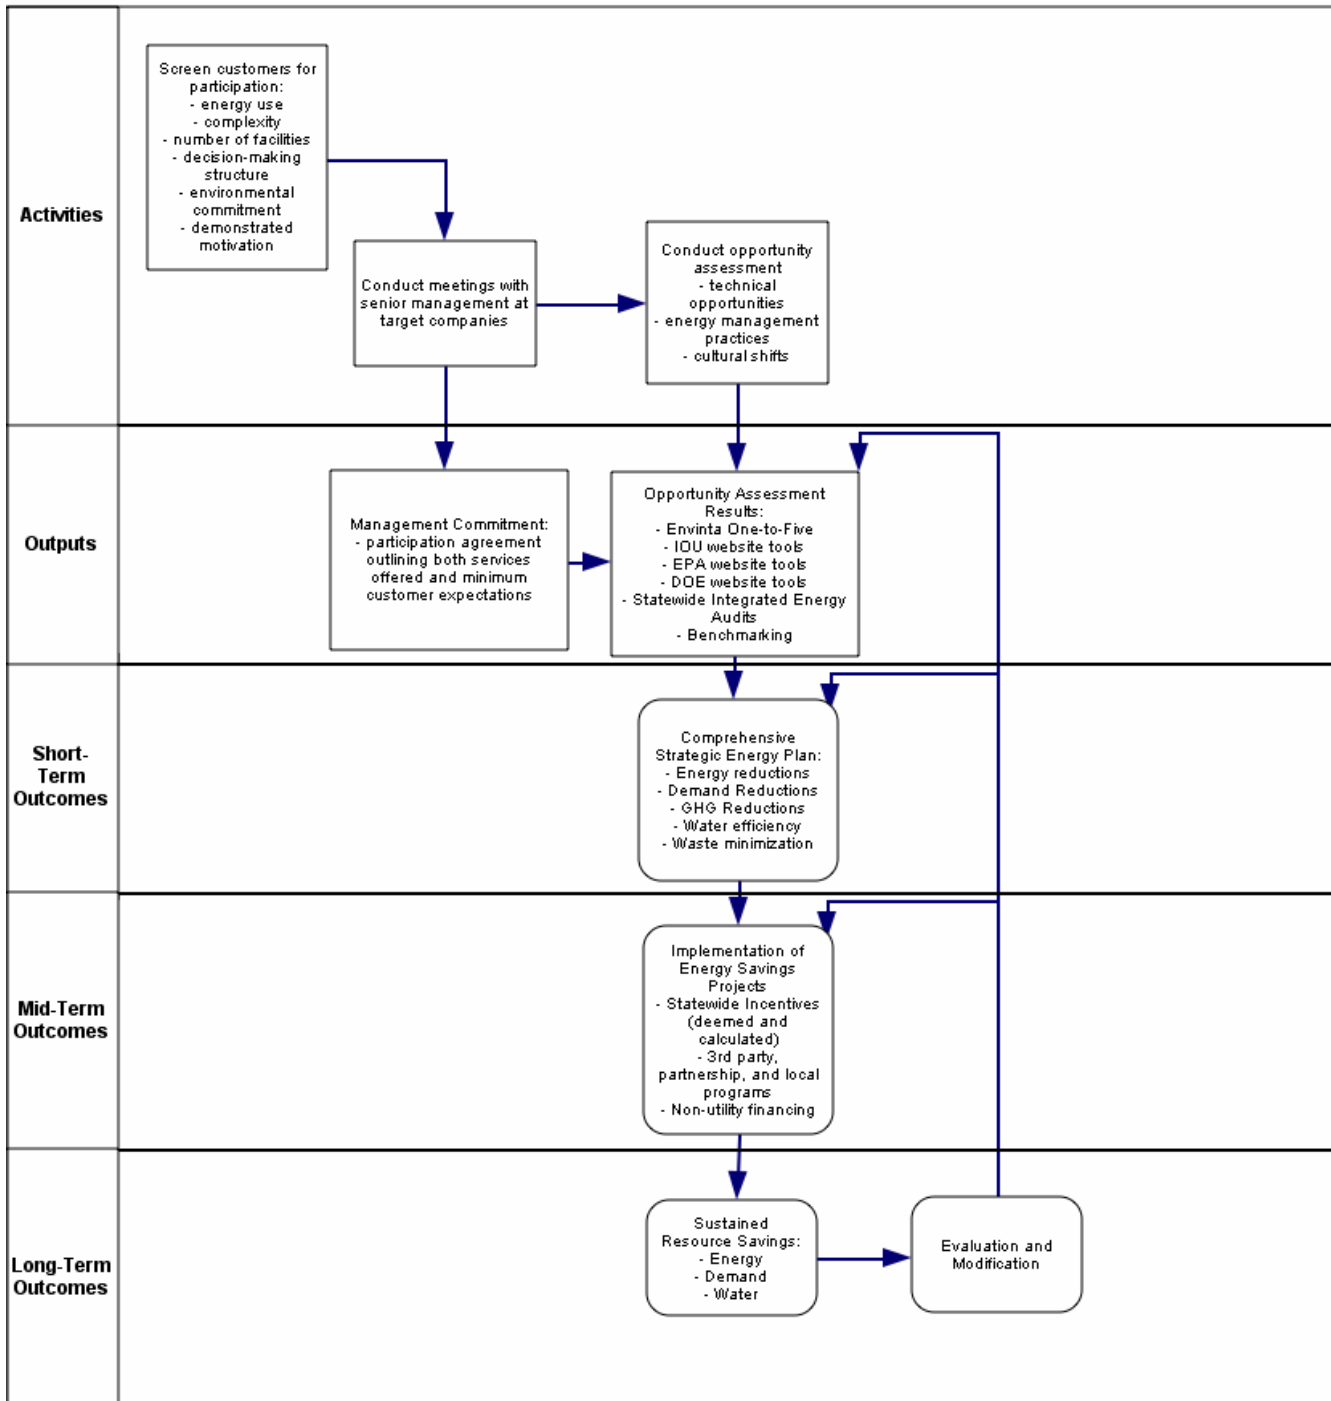 Activities
Screen customers for
participation:
- energy use
- complexity
- number of facilities
- decision-making
structure
- environmental
commitment
- demonstrated
motivation
Conduct meetings with
senior management at
target companies
Conduct opportunity
assessment
- technical
opportunities
- energy management
practices
- cultural shifts
Outputs
Management Commitment:
- participation agreement
outlining both services
offered and minimum
customer expectations
Opportunity Assessment
Results:
- Envinta One-to-Five
- IOU website tools
- EPA website tools
- DOE website tools
- Statewide Integrated Energy
Audits
- Benchmarking
Short-
Term
Outcomes
Comprehensive
Strategic Energy Plan:
- Energy reductions
- Demand Reductions
- GHG Reductions
- Water efficiency
- Waste minimization
Mid-Term
Outcomes
Implementation of
Energy Savings
Projects
- Statewide Incentives
(deemed and
calculated)
- 3rd party,
partnership, and local
programs
- Non-utility financing
Long-Term
Outcomes
Sustained
Resource Savings:
- Energy
- Demand
- Water
Evaluation and
Modification